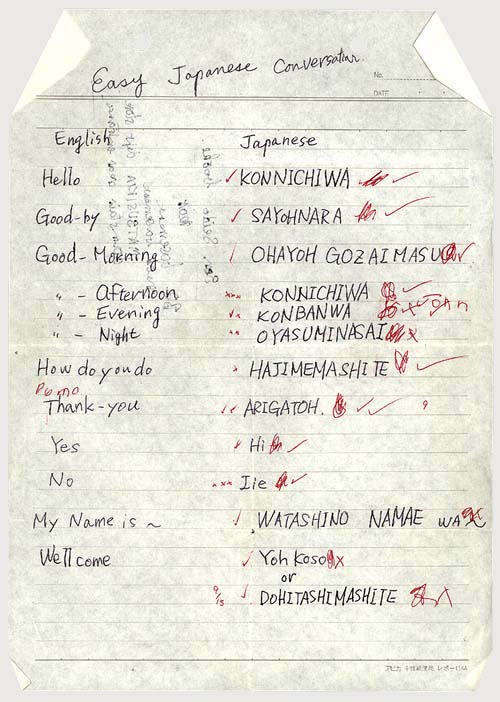 Easy Japanese Conversation.
No.
DATE
English Japanese
Hello KONNICHIWA
Good-by SAYOHNARA
Good-Morning OHAYOH GOZAIMASU
〃 - Afternoon KONNICHIWA
〃 - Evening KONBANWA
〃 - Night OYASUMINASAI
How do you do HAJIMEMASHITE
Thank-you ARIGATOH.
Yes Hi
No Iie
My Name is ~ WATASHINO NAMAE WA
Wellcome Yoh Koso
or
9/15 DOHITASHIMASHITE